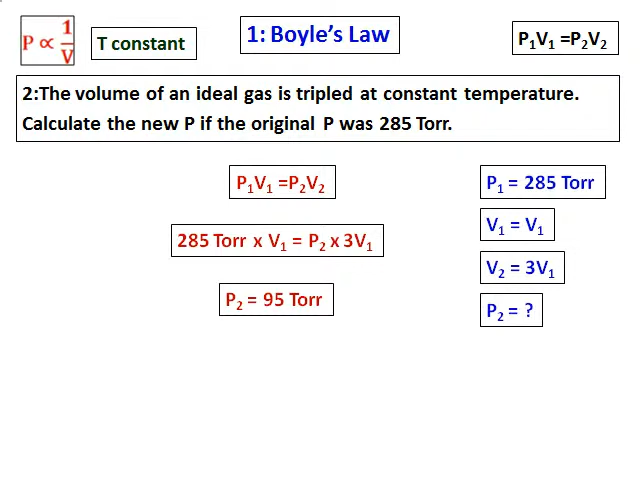 P ∝ 1/V
T constant
1: Boyle's Law
P₁V₁ =P₂V₂
2:The volume of an ideal gas is tripled at constant temperature.
Calculate the new P if the original P was 285 Torr.
P₁V₁ =P₂V₂
P₁ = 285 Torr
V₁ = V₁
285 Torr x V₁ = P₂ x 3V₁
V₂ = 3V₁
P₂ = 95 Torr
P₂ = ?